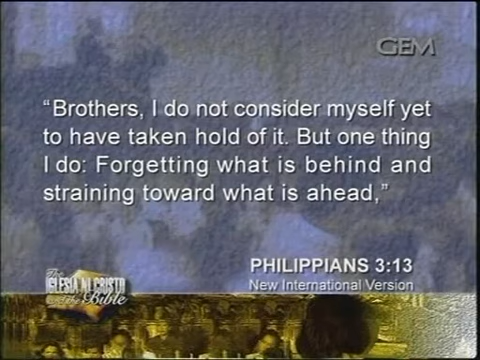 GEM
“Brothers, I do not consider myself yet
to have taken hold of it. But one thing
I do: Forgetting what is behind and
straining toward what is ahead,”
PHILIPPIANS 3:13
New International Version
The
IGLESIA NI CRISTO
and the Bible